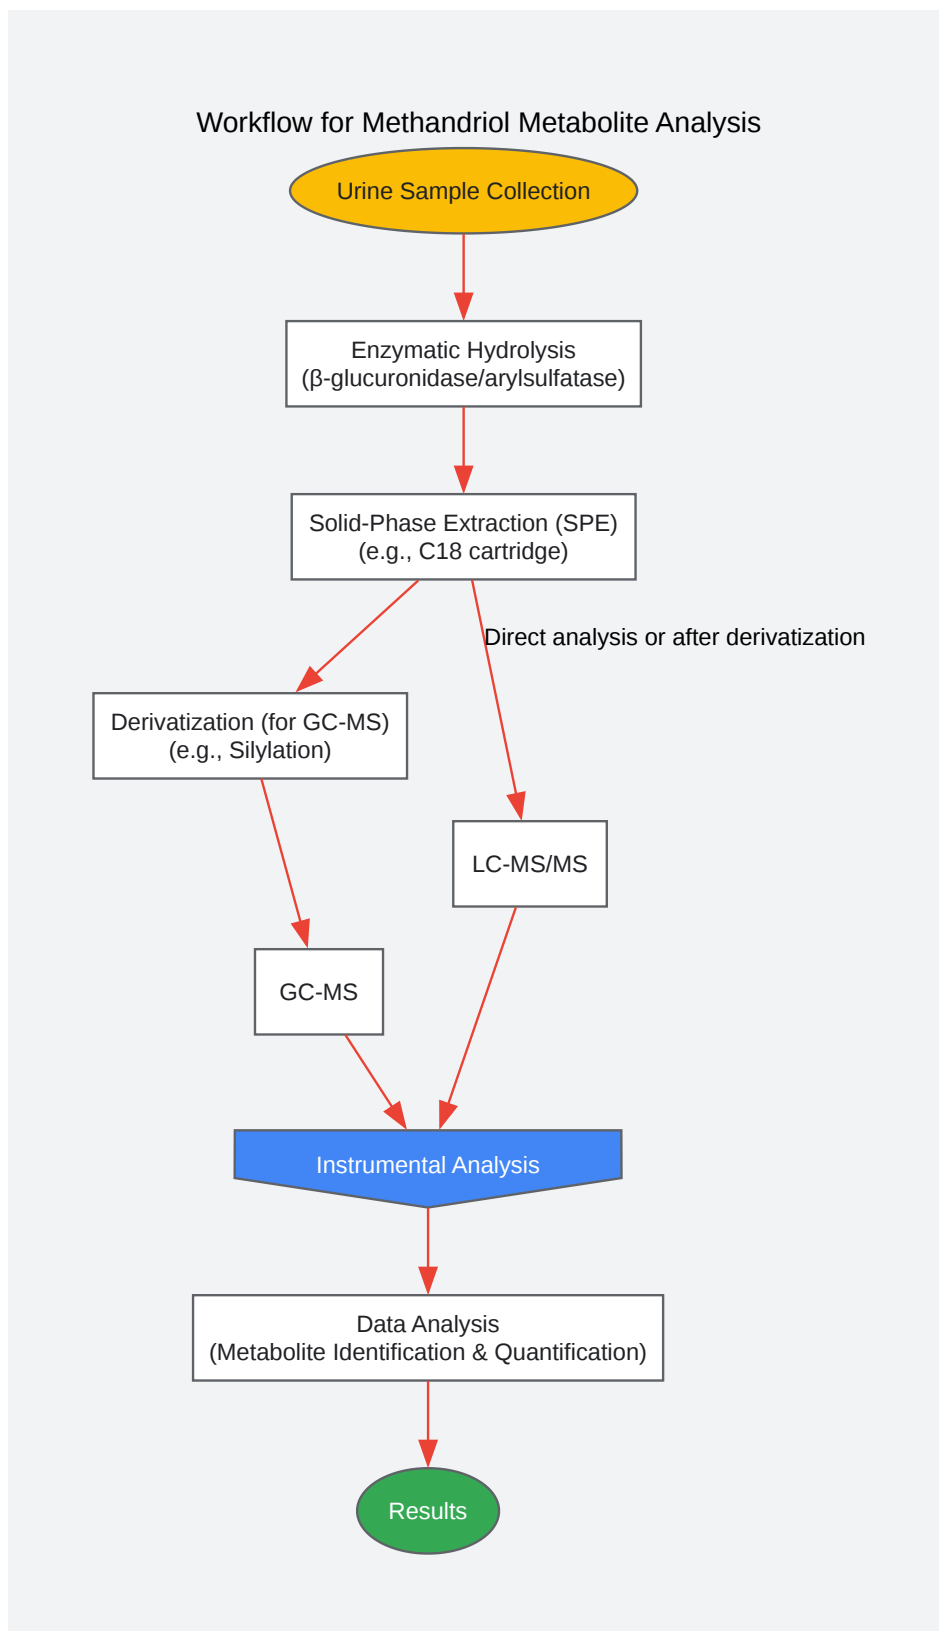 Workflow for Methandriol Metabolite Analysis
Urine Sample Collection
Enzymatic Hydrolysis
(β-glucuronidase/arylsulfatase)
Solid-Phase Extraction (SPE)
(e.g., C18 cartridge)
Direct analysis or after derivatization
Derivatization (for GC-MS)
(e.g., Silylation)
LC-MS/MS
GC-MS
Instrumental Analysis
Data Analysis
(Metabolite Identification & Quantification)
Results